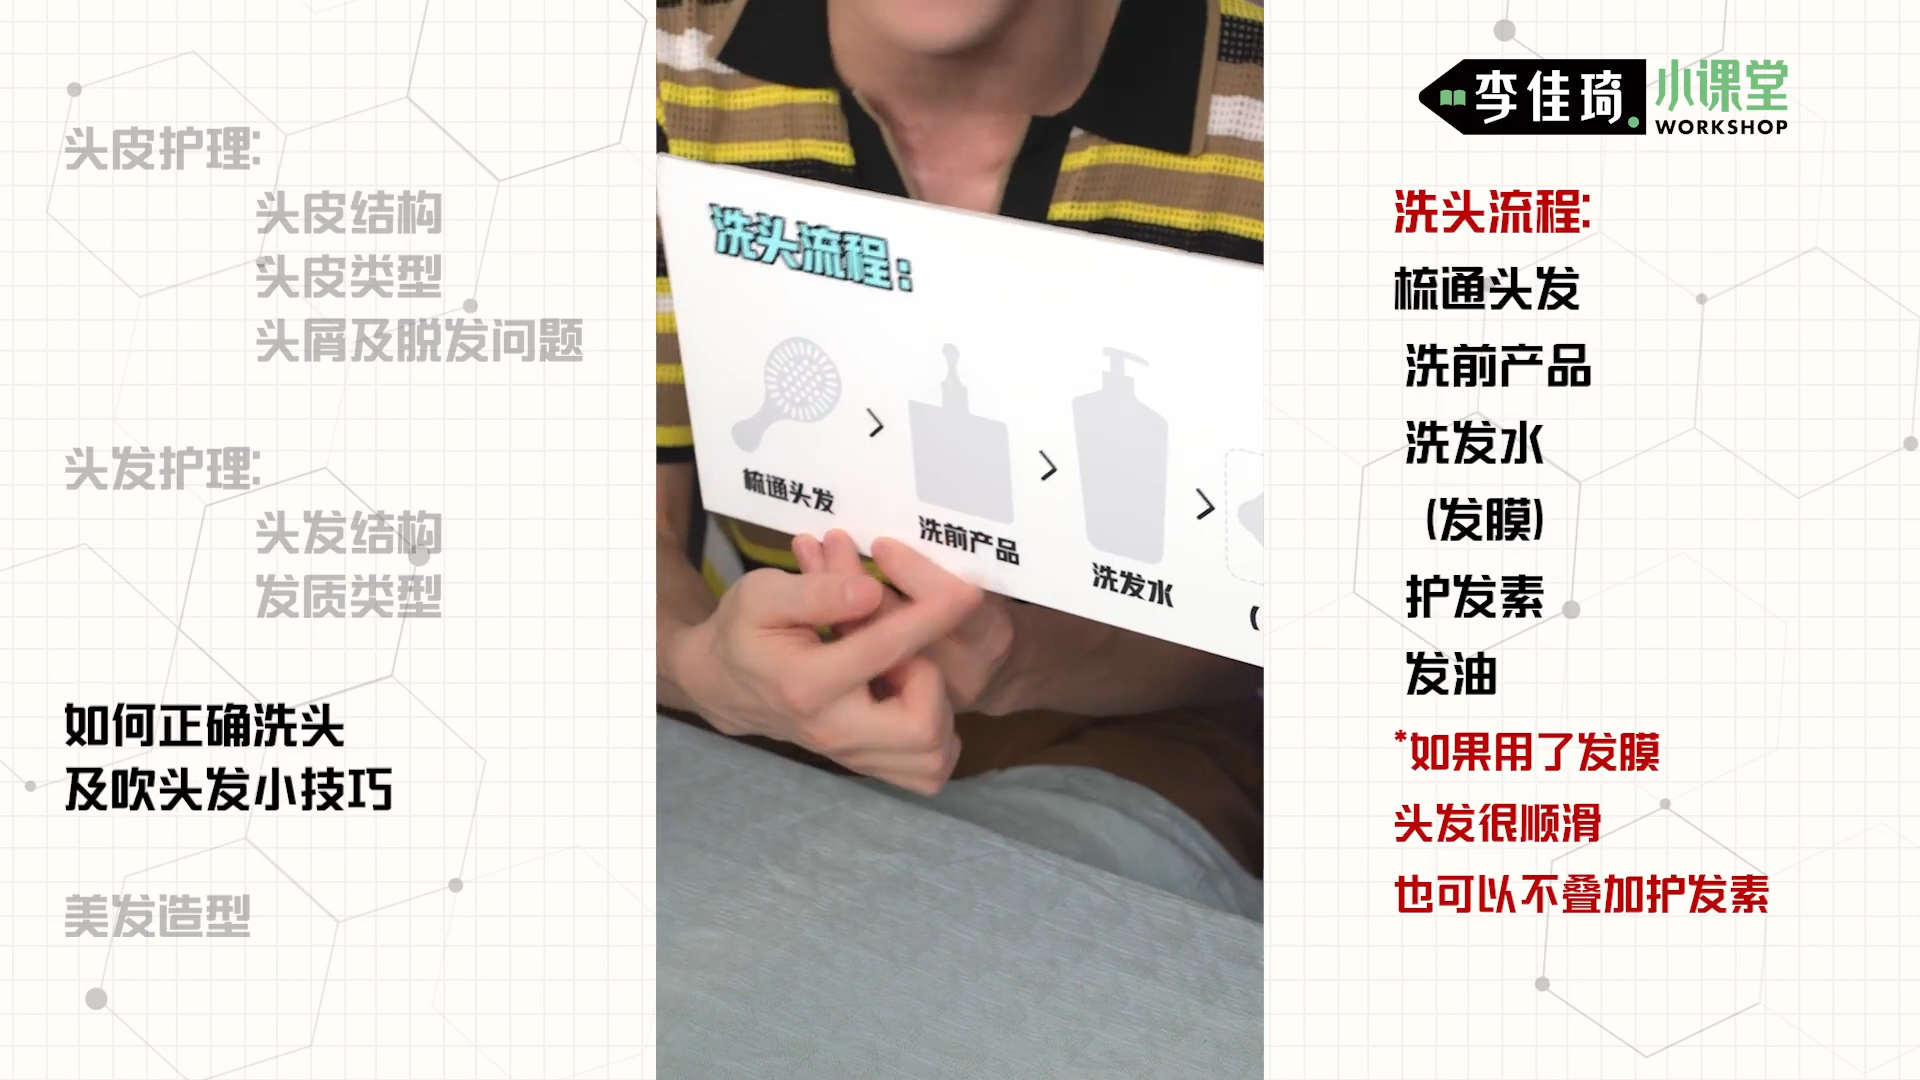 头皮护理:
头皮结构
头皮类型
头屑及脱发问题
头发护理:
头发结构
发质类型
如何正确洗头
及吹头发小技巧
美发造型
洗头流程:
梳通头发
洗前产品
洗发水
(
李佳琦
小课堂
WORKSHOP
洗头流程:
梳通头发
洗前产品
洗发水
(发膜)
护发素
发油
*如果用了发膜
头发很顺滑
也可以不叠加护发素